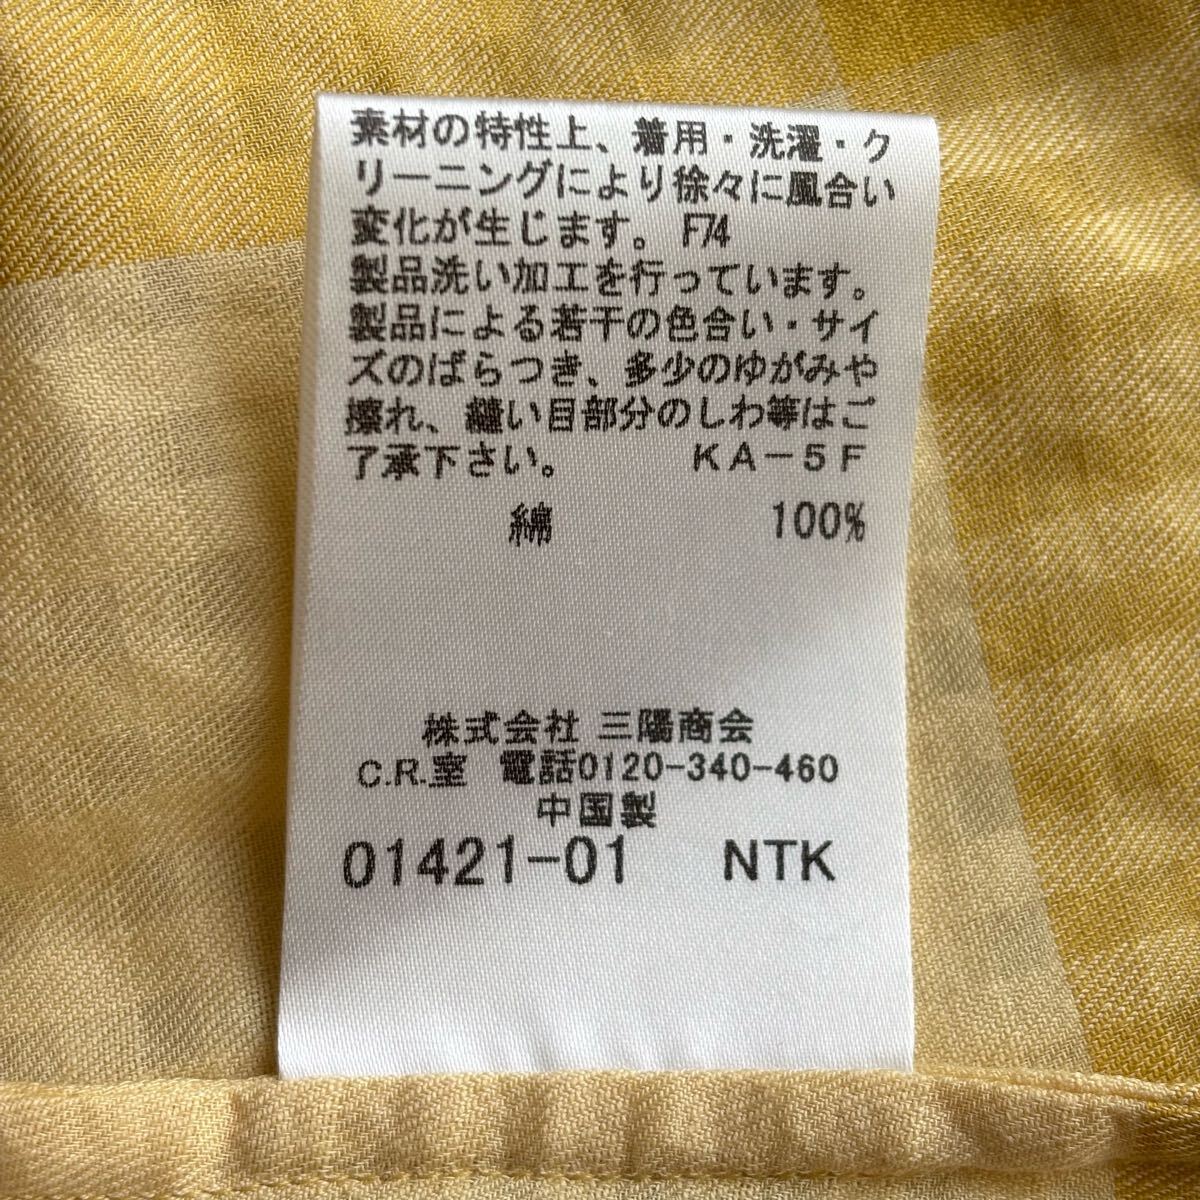 素材の特性上、着用・洗濯・ク
リーニングにより徐々に風合い
変化が生じます。F74
製品洗い加工を行っています。
製品による若干の色合い・サイ
ズのばらつき、多少のゆがみや
擦れ、縫い目部分のしわ等はご
了承下さい。 KA-5F
綿 100%
株式会社 三陽商会
C.R.室 電話0120-340-460
中国製
01421-01 NTK